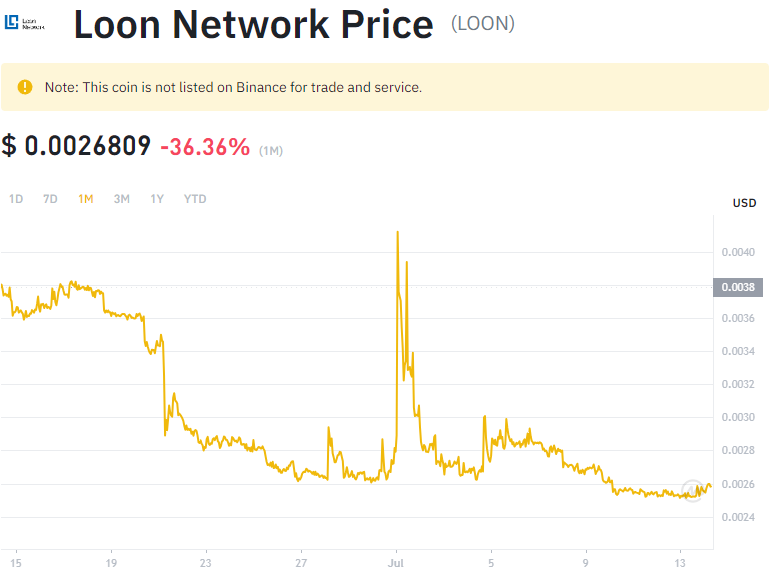 Loon Network
Loon Network Price (LOON)
Note: This coin is not listed on Binance for trade and service.
$ 0.0026809 -36.36% (1M)
1D 7D 1M 3M 1Y YTD
USD
0.0040
0.0038
0.0036
0.0034
0.0032
0.0030
0.0028
0.0026
0.0024
15 19 23 27 Jul 5 9 13